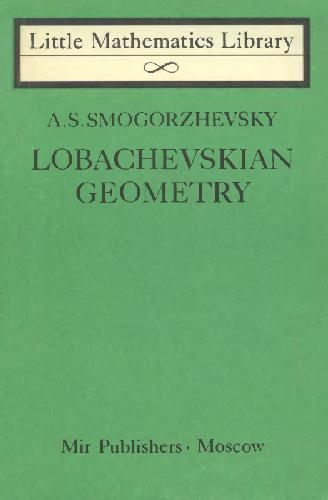 Little Mathematics Library
A.S.SMOGORZHEVSKY
LOBACHEVSKIAN
GEOMETRY
Mir Publishers · Moscow